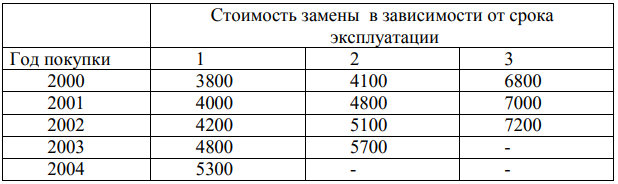 Стоимость замены в зависимости от срока
эксплуатации
Год покупки 1 2 3
2000 3800 4100 6800
2001 4000 4800 7000
2002 4200 5100 7200
2003 4800 5700 -
2004 5300 - -